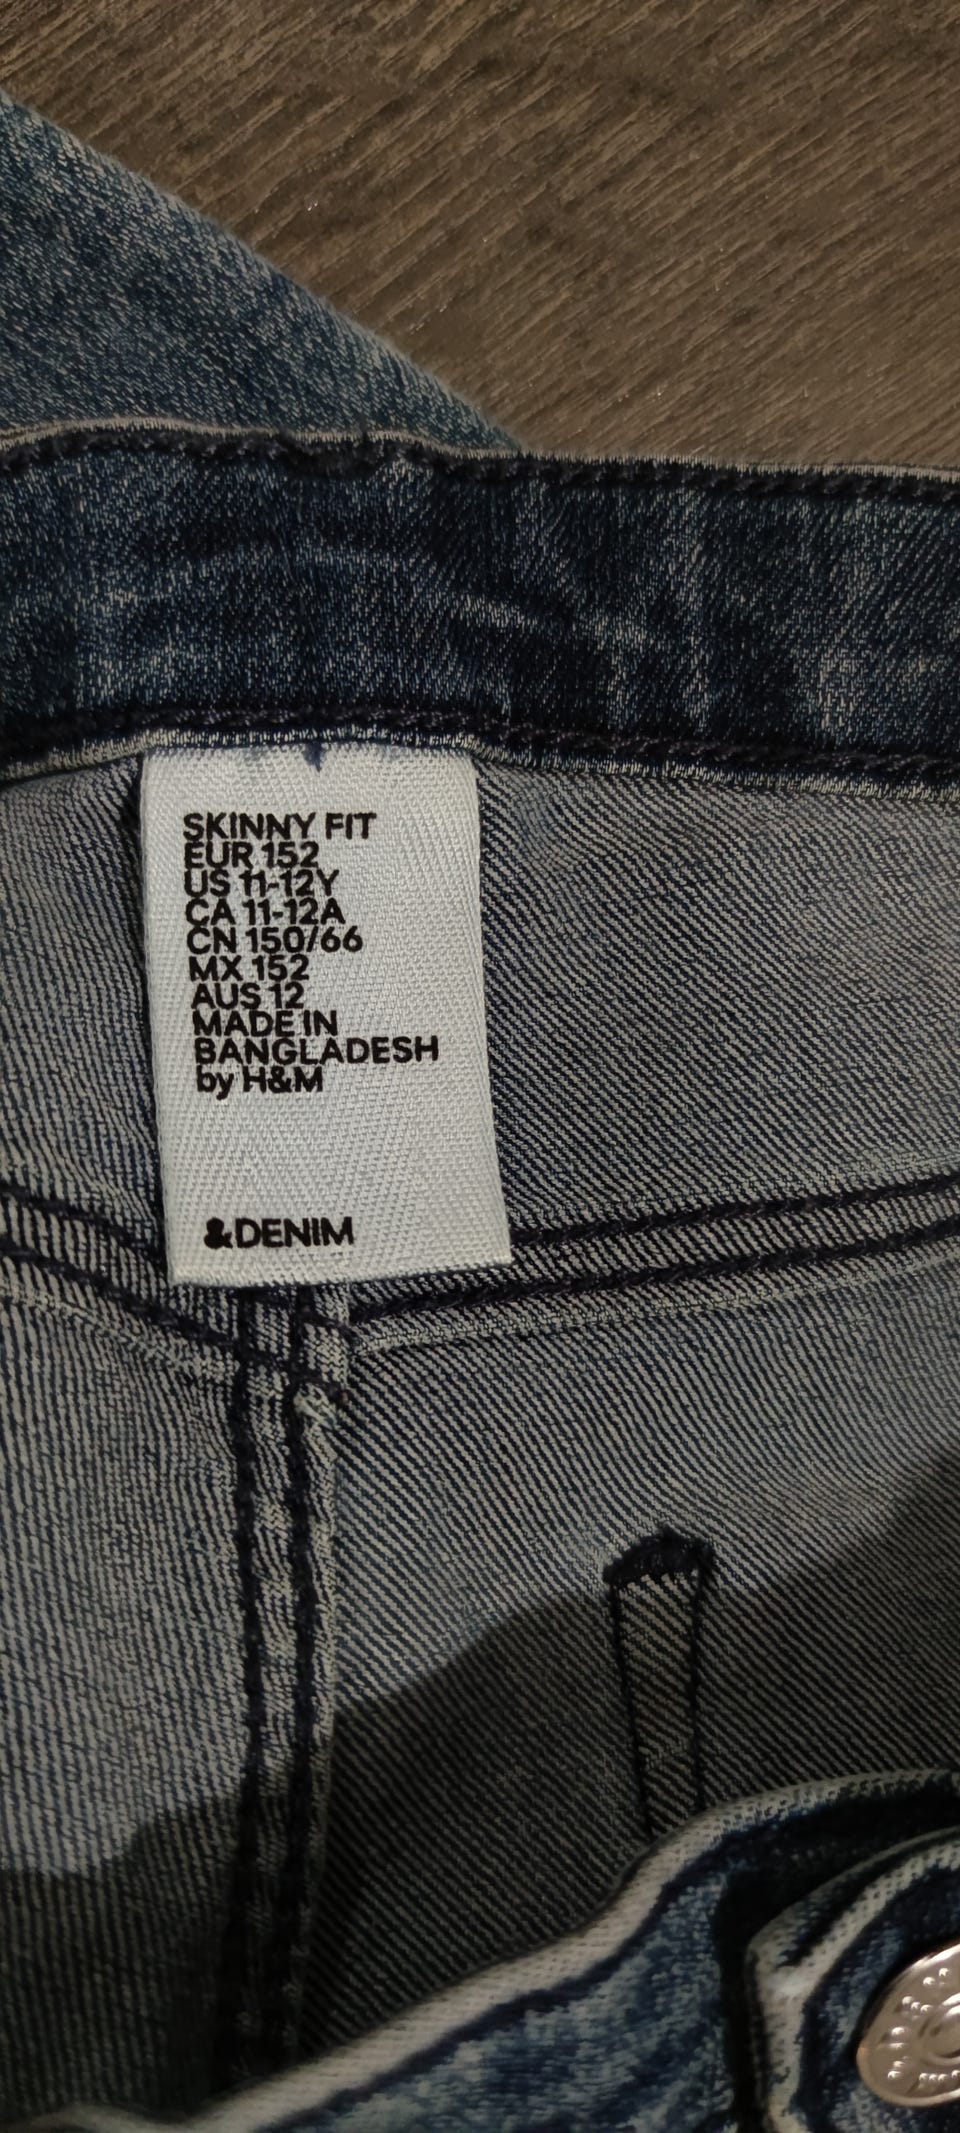 SKINNY FIT
EUR 152
US 11-12Y
CA 11-12A
CN 150/66
MX 152
AUS 12
MADE IN
BANGLADESH
by H&M
&DENIM